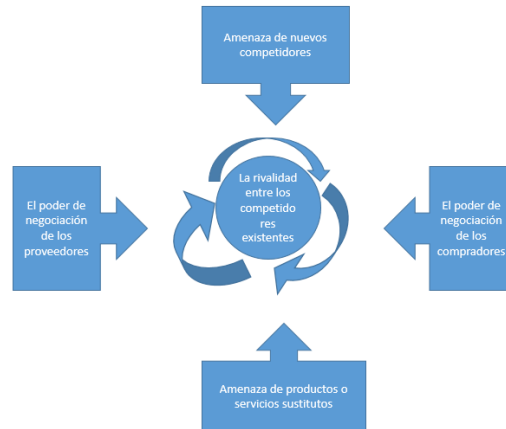 Amenaza de nuevos
competidores
La rivalidad
entre los
competido
res
existentes
El poder de
negociación
de los
proveedores
El poder de
negociación
de los
compradores
Amenaza de productos o
servicios sustitutos